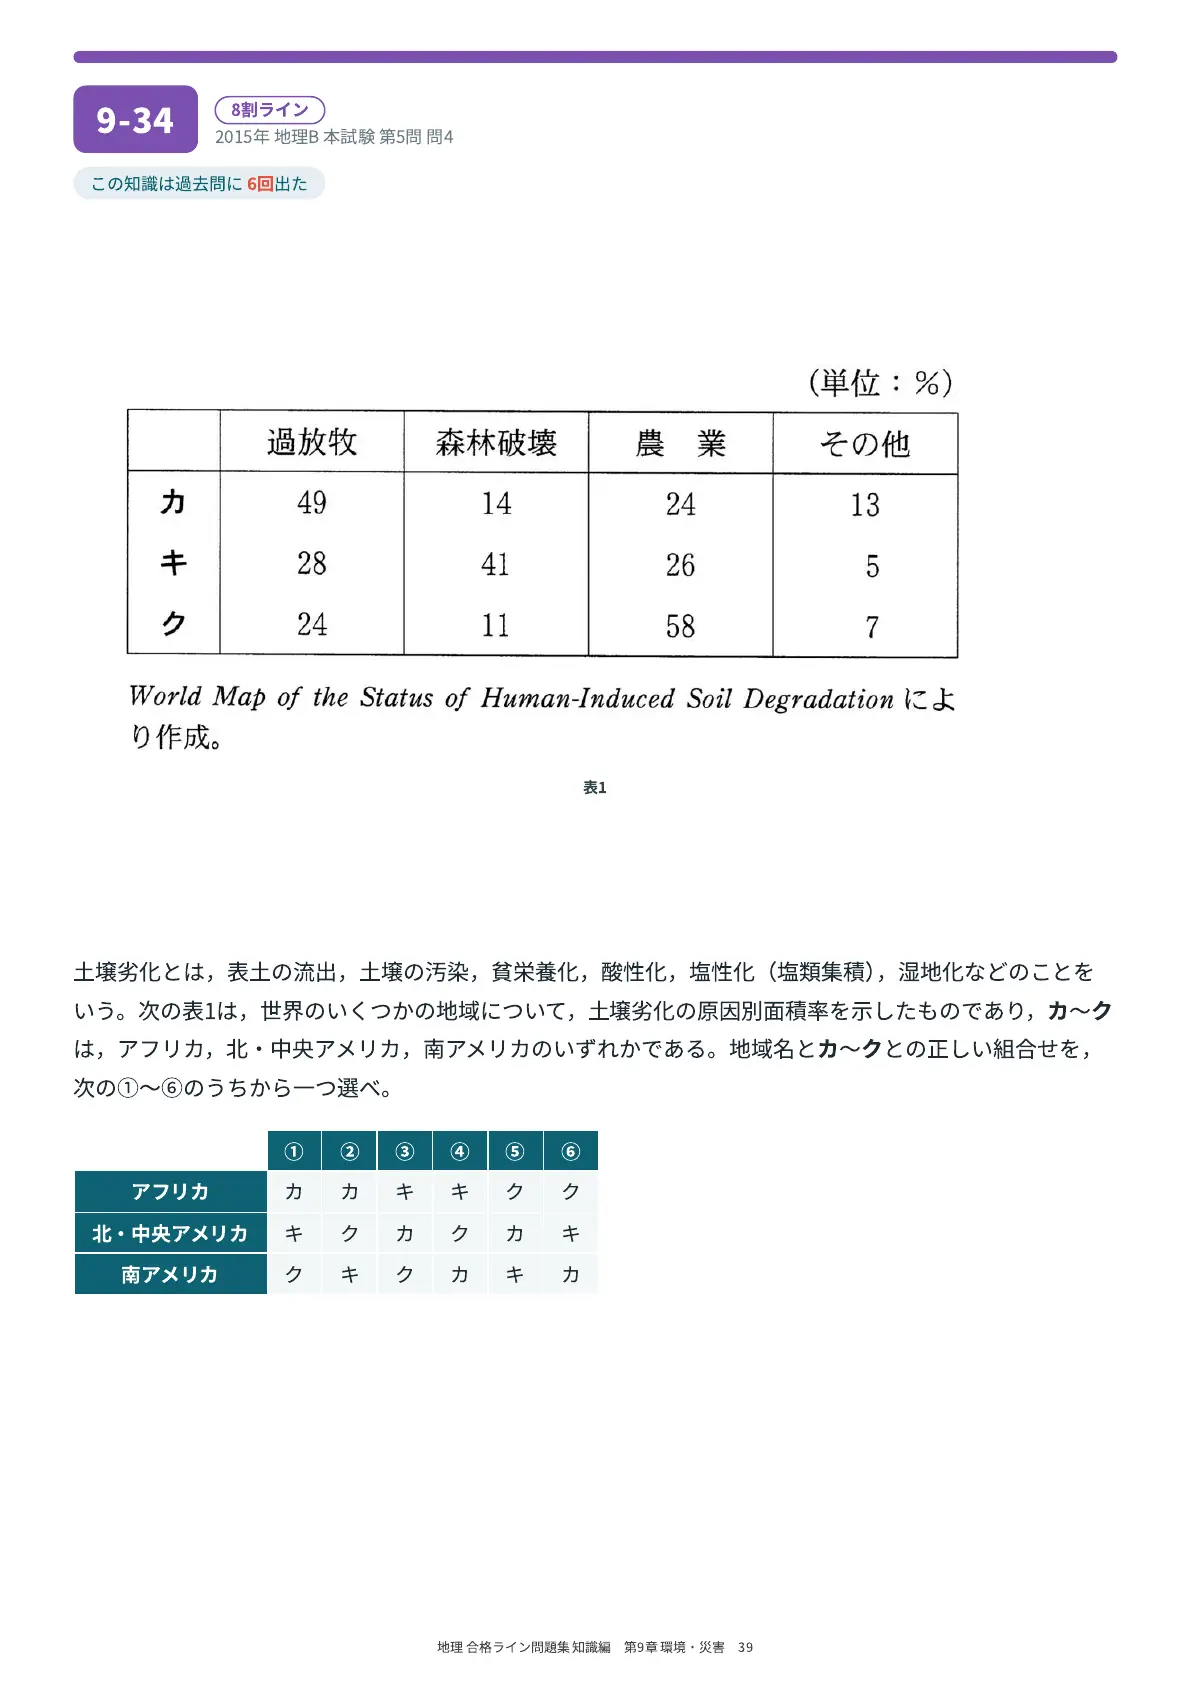 9-34
8割ライン
2015年 地理B 本試験 第5問 問4
この知識は過去問に 6回出た
(単位：%)
過放牧 森林破壊 農　業 その他
カ 49 14 24 13
キ 28 41 26 5
ク 24 11 58 7
World Map of the Status of Human-Induced Soil Degradation によ
り作成。
表1
土壌劣化とは，表土の流出，土壌の汚染，貧栄養化，酸性化，塩性化（塩類集積），湿地化などのことを
いう。次の表1は，世界のいくつかの地域について，土壌劣化の原因別面積率を示したものであり，カ〜ク
は，アフリカ，北・中央アメリカ，南アメリカのいずれかである。地域名とカ〜クとの正しい組合せを，
次の①〜⑥のうちから一つ選べ。
① ② ③ ④ ⑤ ⑥
アフリカ カ カ キ キ ク ク
北・中央アメリカ キ ク カ ク カ キ
南アメリカ ク キ ク カ キ カ
地理 合格ライン問題集 知識編　第9章 環境・災害　39